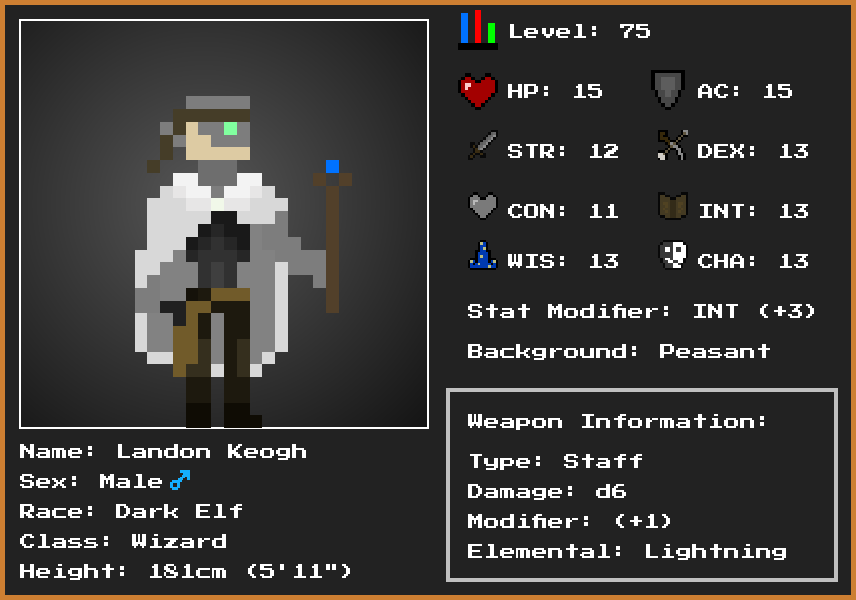 Level: 75
HP: 15 AC: 15
STR: 12 DEX: 13
CON: 11 INT: 13
WIS: 13 CHA: 13
Stat Modifier: INT (+3)
Background: Peasant
Weapon Information:
Type: Staff
Damage: d6
Modifier: (+1)
Elemental: Lightning
Name: Landon Keogh
Sex: Male♂
Race: Dark Elf
Class: Wizard
Height: 181cm (5'11")